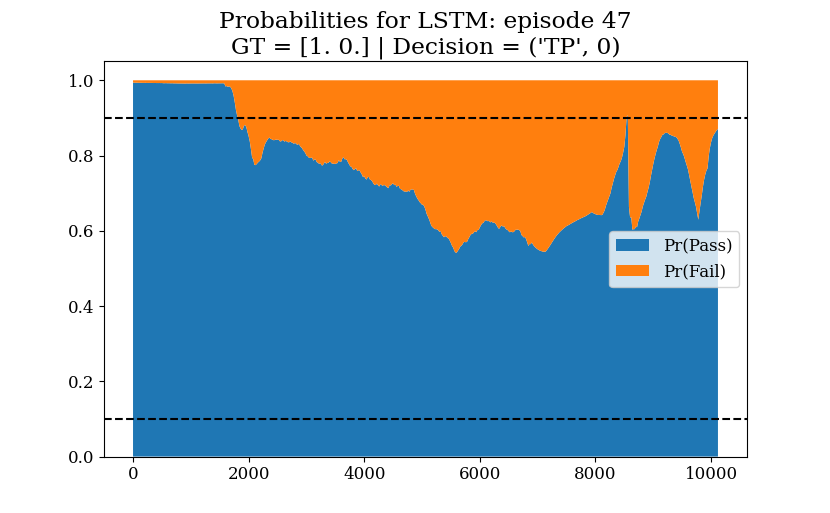 Probabilities for LSTM: episode 47
GT = [1. 0.] | Decision = ('TP', 0)
1.0
0.8
0.6
0.4
0.2
0.0
Pr(Pass)
Pr(Fail)
0 2000 4000 6000 8000 10000